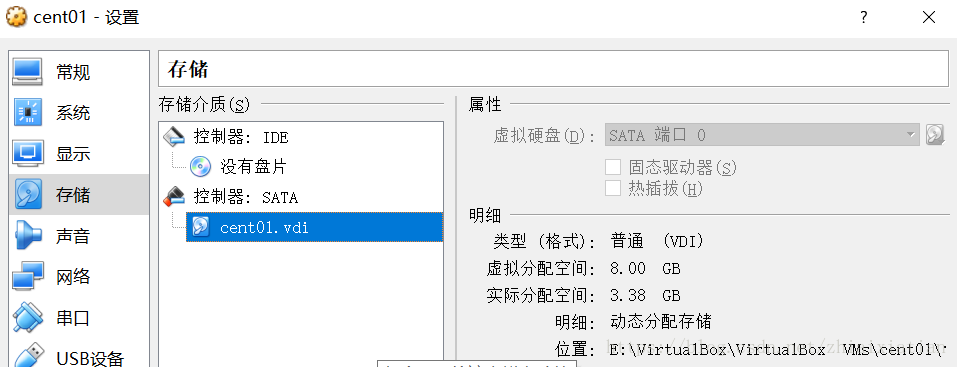 cent01 - 设置
?
常规
系统
显示
存储
声音
网络
串口
USB设备
存储
存储介质(S)
控制器: IDE
没有盘片
控制器: SATA
cent01.vdi
属性
虚拟硬盘(D): SATA 端口 0
固态驱动器(S)
热插拔(H)
明细
类型 (格式): 普通 (VDI)
虚拟分配空间: 8.00 GB
实际分配空间: 3.38 GB
明细: 动态分配存储
位置: E:\VirtualBox\VirtualBox VMs\cent01\